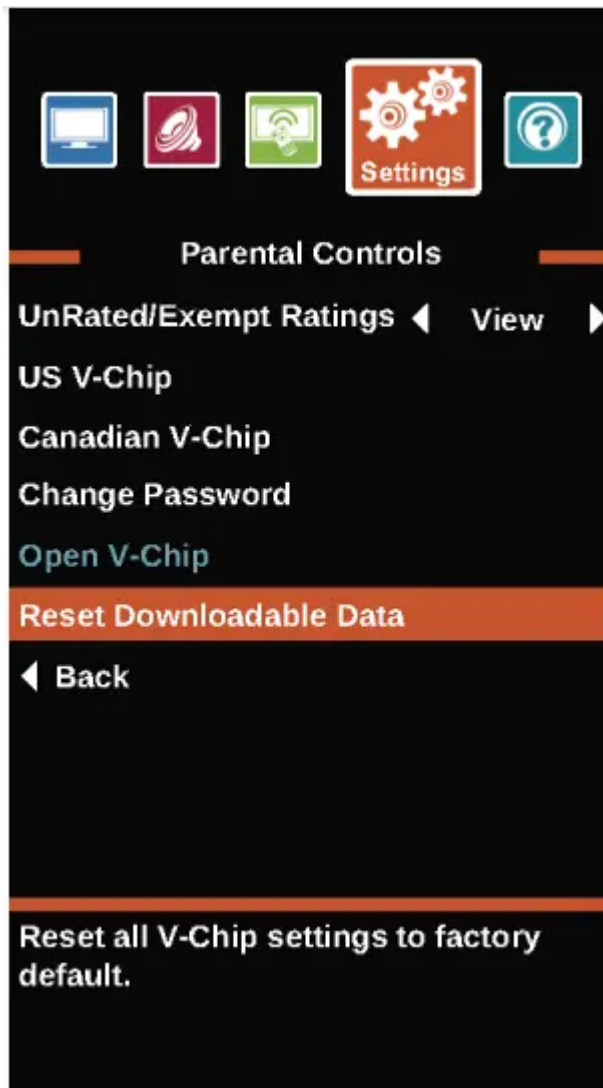 Settings
Parental Controls
UnRated/Exempt Ratings View
US V-Chip
Canadian V-Chip
Change Password
Open V-Chip
Reset Downloadable Data
Back
Reset all V-Chip settings to factory
default.